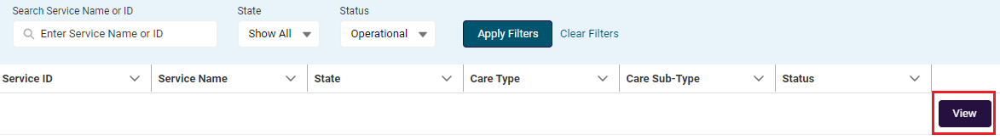 Search Service Name or ID State Status
Enter Service Name or ID Show All Operational Apply Filters Clear Filters
Service ID Service Name State Care Type Care Sub-Type Status
View